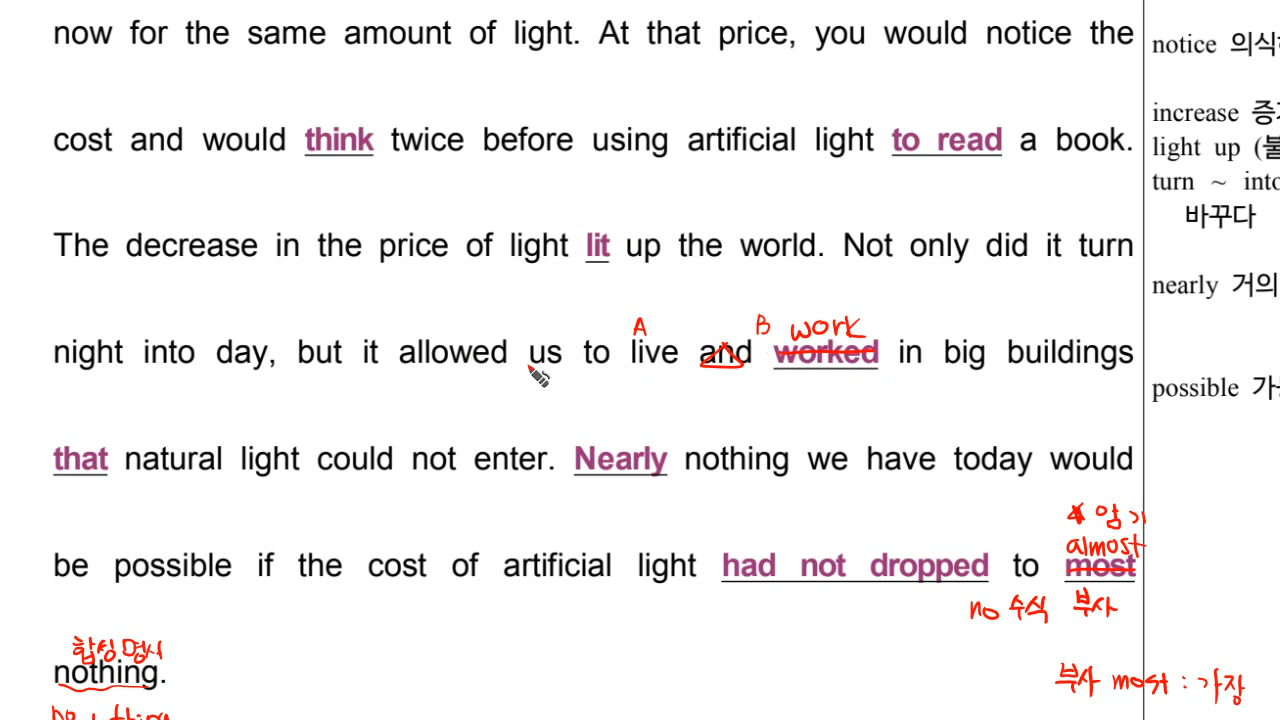 now for the same amount of light. At that price, you would notice the
notice 의식
cost and would think twice before using artificial light to read a book.
increase 증
light up (불
turn ~ into
바꾸다
The decrease in the price of light lit up the world. Not only did it turn
nearly 거의
A B work
night into day, but it allowed us to live and worked in big buildings
possible 가
that natural light could not enter. Nearly nothing we have today would
암기
almost
be possible if the cost of artificial light had not dropped to most
no 수식 부사
합성명사
nothing.
부사 most : 가장